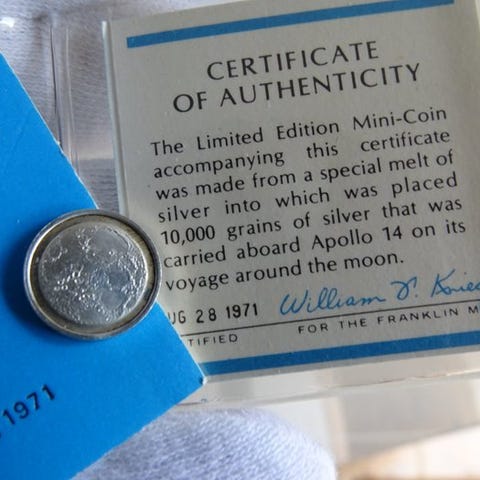 CERTIFICATE
OF AUTHENTICITY
The Limited Edition Mini-Coin
accompanying this certificate
was made from a special melt of
silver into which was placed
10,000 grains of silver that was
carried aboard Apollo 14 on its
voyage around the moon.
UG 28 1971 William
TIFIED FOR THE FRANKLIN M
1971